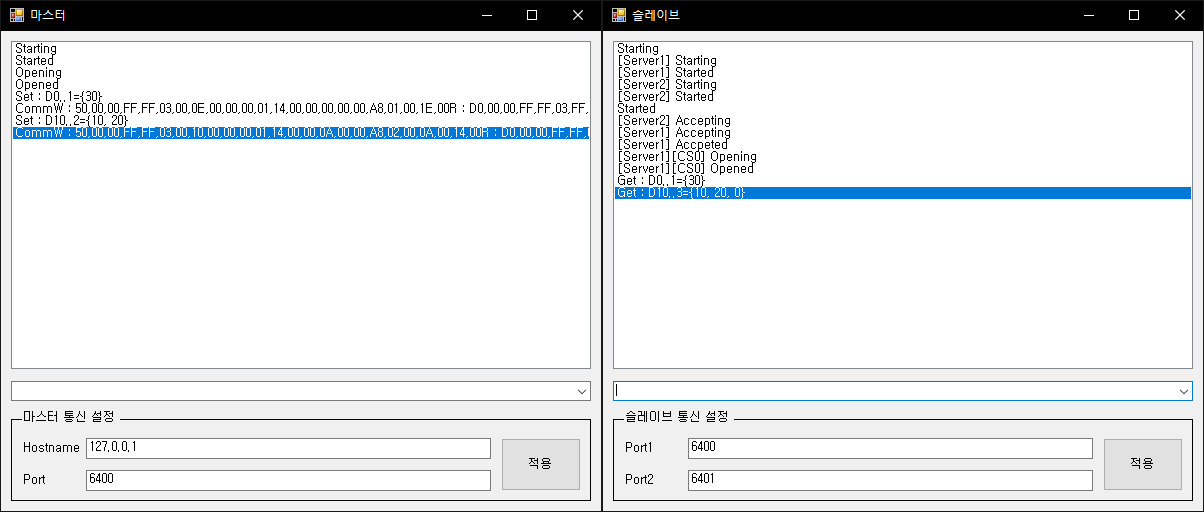 마스터
Starting
Started
Opening
Opened
Set : D0,,1={30}
CommW : 50,00,00,FF,FF,03,00,0E,00,00,00,01,14,00,00,00,00,00,A8,01,00,1E,00R : D0,00,00,FF,FF,03,FF,
Set : D10,,2={10, 20}
CommW : 50,00,00,FF,FF,03,00,10,00,00,00,01,14,00,00,0A,00,00,A8,02,00,0A,00,14,00R : D0,00,00,FF,FF,
마스터 통신 설정
Hostname 127.0.0.1
Port 6400
적용
슬레이브
Starting
[Server1] Starting
[Server1] Started
[Server2] Starting
[Server2] Started
Started
[Server2] Accepting
[Server1] Accepting
[Server1] Accpeted
[Server1][CS0] Opening
[Server1][CS0] Opened
Get : D0,,1={30}
Get : D10,,3={10, 20, 0}
슬레이브 통신 설정
Port1 6400
Port2 6401
적용